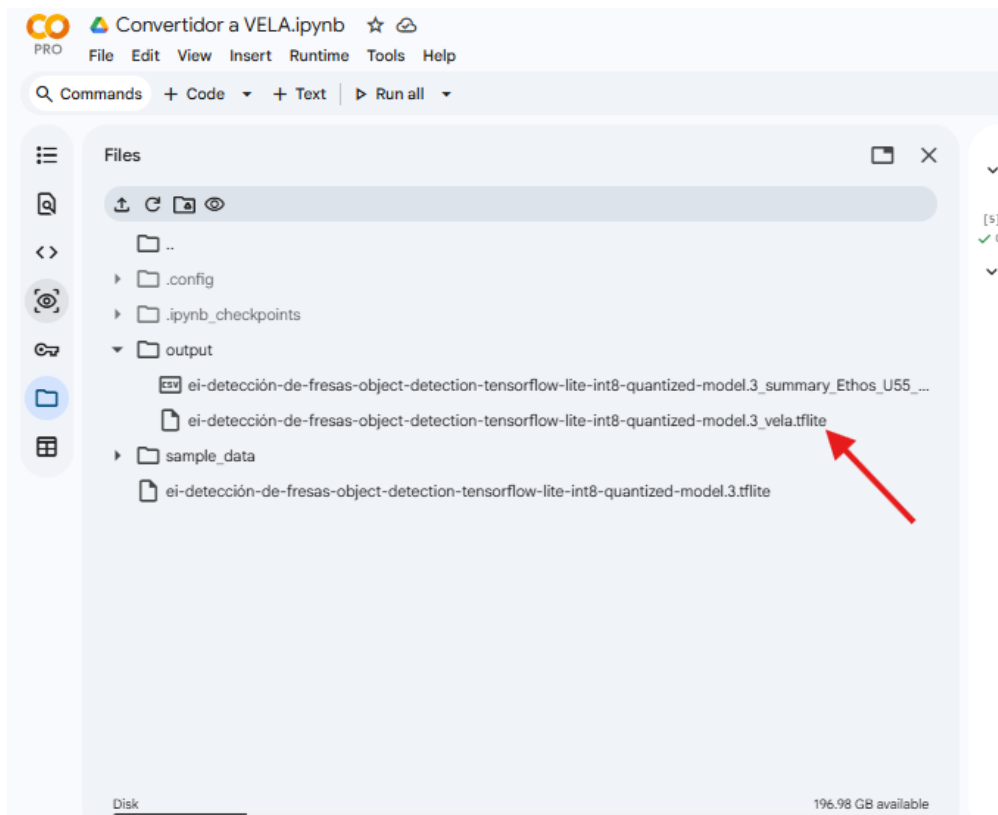 CO Convertidor a VELA.ipynb
PRO File Edit View Insert Runtime Tools Help
Commands + Code + Text Run all
Files
..
[5]
.config
.ipynb_checkpoints
output
CSV ei-detección-de-fresas-object-detection-tensorflow-lite-int8-quantized-model.3_summary_Ethos_U55_...
ei-detección-de-fresas-object-detection-tensorflow-lite-int8-quantized-model.3_vela.tflite
sample_data
ei-detección-de-fresas-object-detection-tensorflow-lite-int8-quantized-model.3.tflite
Disk 196.98 GB available